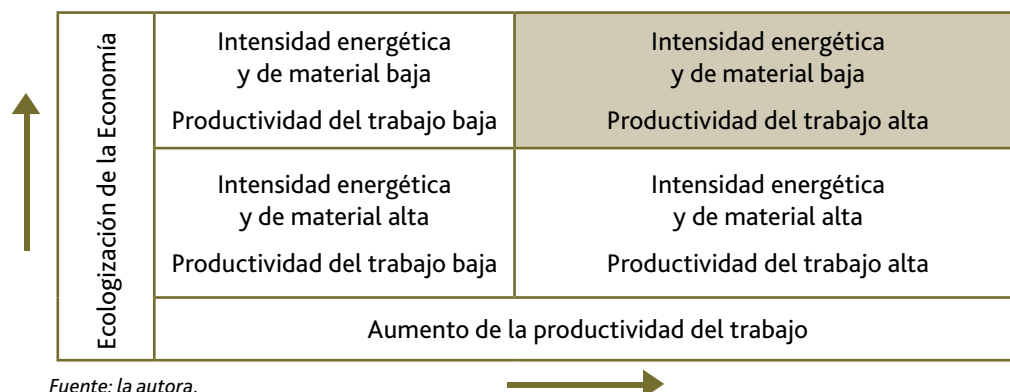 Ecologización de la Economía
Intensidad energética
y de material baja
Productividad del trabajo baja
Intensidad energética
y de material baja
Productividad del trabajo alta
Intensidad energética
y de material alta
Productividad del trabajo baja
Intensidad energética
y de material alta
Productividad del trabajo alta
Aumento de la productividad del trabajo
Fuente: la autora.